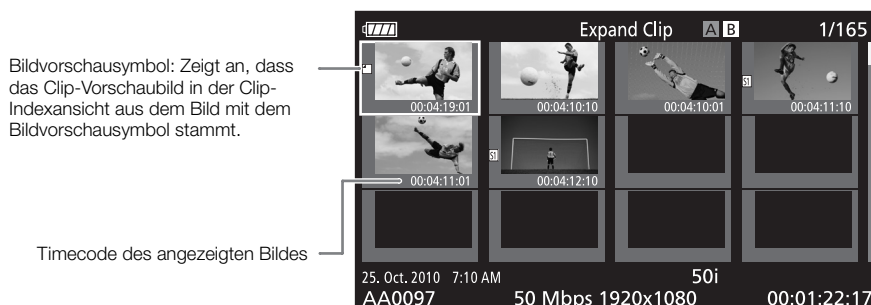 Expand Clip A B 1/165
Bildvorschausymbol: Zeigt an, dass
das Clip-Vorschaubild in der Clip-
Indexansicht aus dem Bild mit dem
Bildvorschausymbol stammt.
00:04:19:01 00:04:10:10 00:04:10:01 S1 00:04:11:10
00:04:11:01 S1 00:04:12:10
Timecode des angezeigten Bildes
25. Oct. 2010 7:10 AM 50i
AA0097 50 Mbps 1920x1080 00:01:22:17